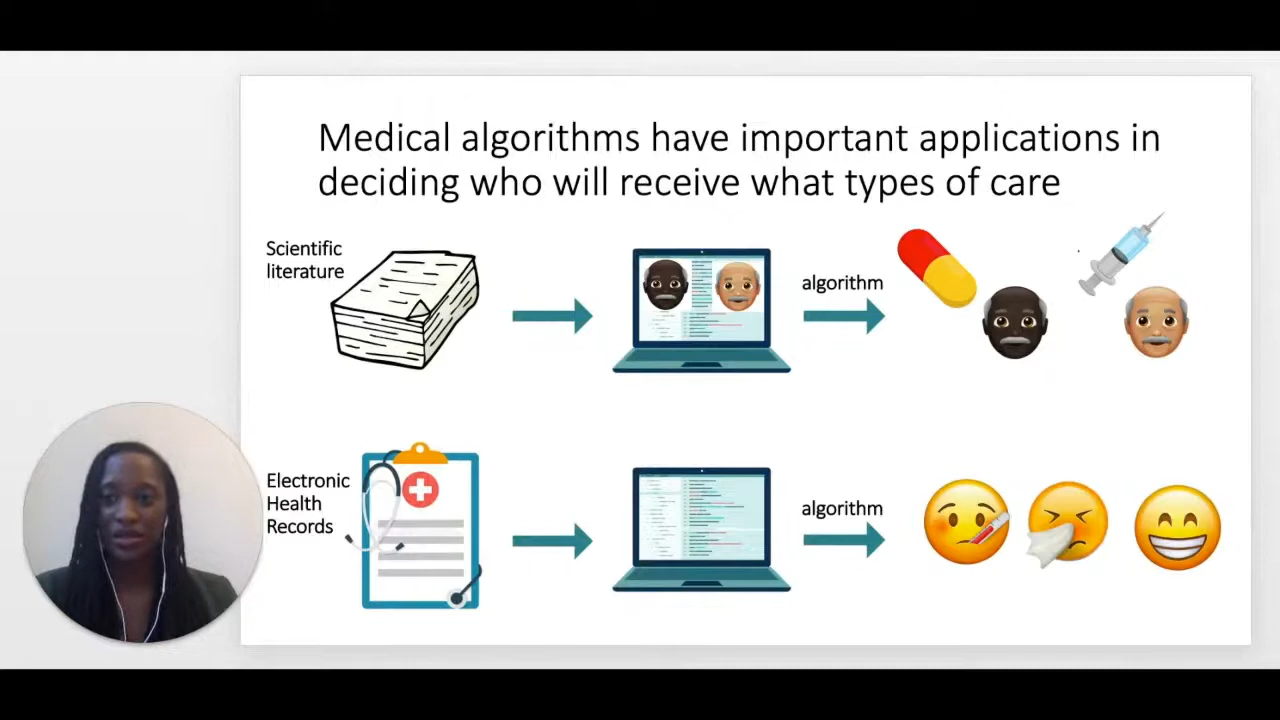 Medical algorithms have important applications in
deciding who will receive what types of care
Scientific
literature
algorithm
Electronic
Health
Records
algorithm